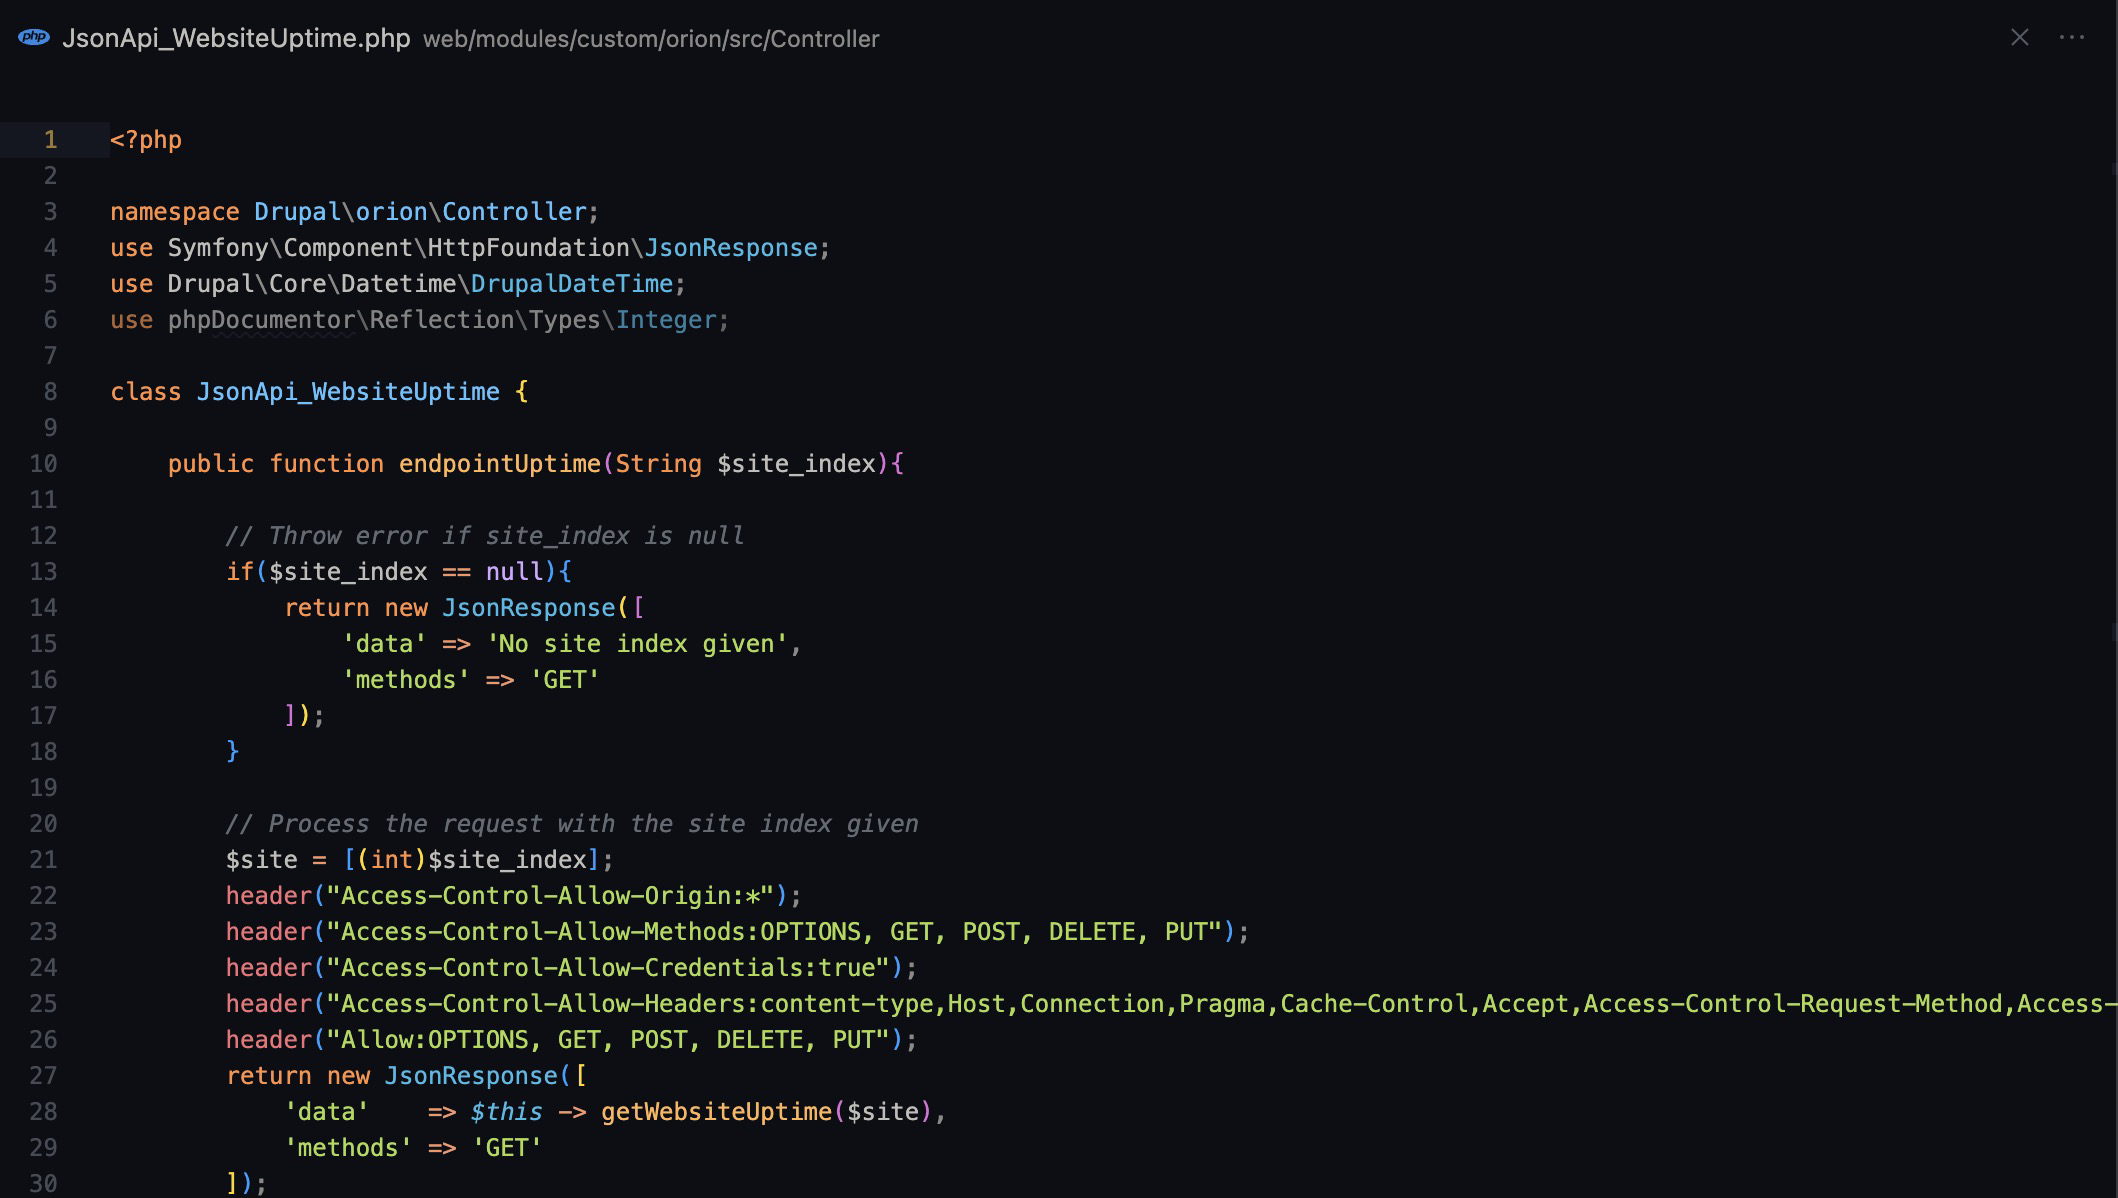 php JsonApi_WebsiteUptime.php web/modules/custom/orion/src/Controller
1 <?php
2
3 namespace Drupal\orion\Controller;
4 use Symfony\Component\HttpFoundation\JsonResponse;
5 use Drupal\Core\Datetime\DrupalDateTime;
6 use phpDocumentor\Reflection\Types\Integer;
7
8 class JsonApi_WebsiteUptime {
9
10     public function endpointUptime(String $site_index){
11
12         // Throw error if site_index is null
13         if($site_index == null){
14             return new JsonResponse([
15                 'data' => 'No site index given',
16                 'methods' => 'GET'
17             ]);
18         }
19
20         // Process the request with the site index given
21         $site = [(int)$site_index];
22         header("Access-Control-Allow-Origin:*");
23         header("Access-Control-Allow-Methods:OPTIONS, GET, POST, DELETE, PUT");
24         header("Access-Control-Allow-Credentials:true");
25         header("Access-Control-Allow-Headers:content-type,Host,Connection,Pragma,Cache-Control,Accept,Access-Control-Request-Method,Access-
26         header("Allow:OPTIONS, GET, POST, DELETE, PUT");
27         return new JsonResponse([
28             'data'    => $this -> getWebsiteUptime($site),
29             'methods' => 'GET'
30         ]);